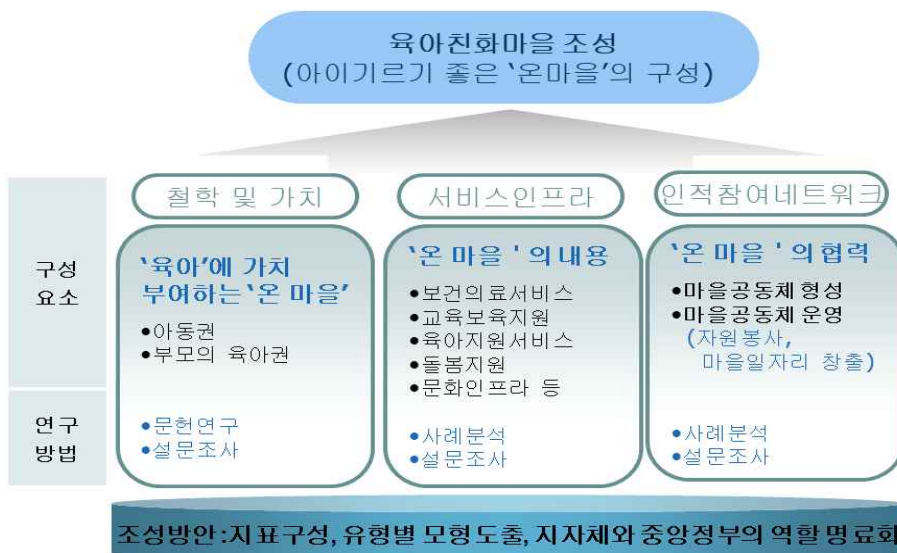 육아친화마을 조성
(아이기르기 좋은 '온마을'의 구성)
철학 및 가치
서비스인프라
인적참여네트워크
구성
요소
'육아'에 가치
부여하는 '온 마을'
•아동권
•부모의 육아권
'온 마을 ' 의 내용
•보건의료서비스
•교육보육지원
•육아지원서비스
•돌봄지원
•문화인프라 등
'온 마을 ' 의 협력
•마을공동체 형성
•마을공동체 운영
(자원봉사,
마을일자리 창출)
연구
방법
•문헌연구
•설문조사
•사례분석
•설문조사
•사례분석
•설문조사
조성방안:지표구성, 유형별 모형 도출, 지자체와 중앙정부의 역할 명료화